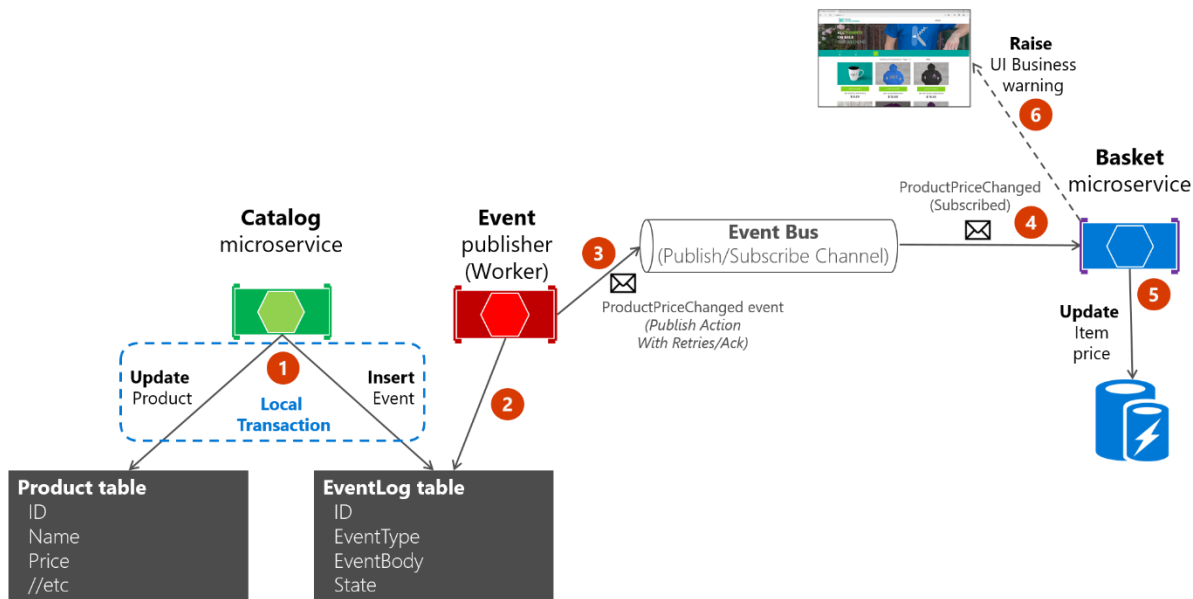 Raise
UI Business
warning
6
Basket
microservice
ProductPriceChanged
(Subscribed)
4
Catalog
microservice
Event
publisher
(Worker)
3
Event Bus
(Publish/Subscribe Channel)
ProductPriceChanged event
(Publish Action
With Retries/Ack)
5
Update
Item
price
1
Update
Product
Insert
Event
Local
Transaction
2
Product table
ID
Name
Price
//etc
EventLog table
ID
EventType
EventBody
State